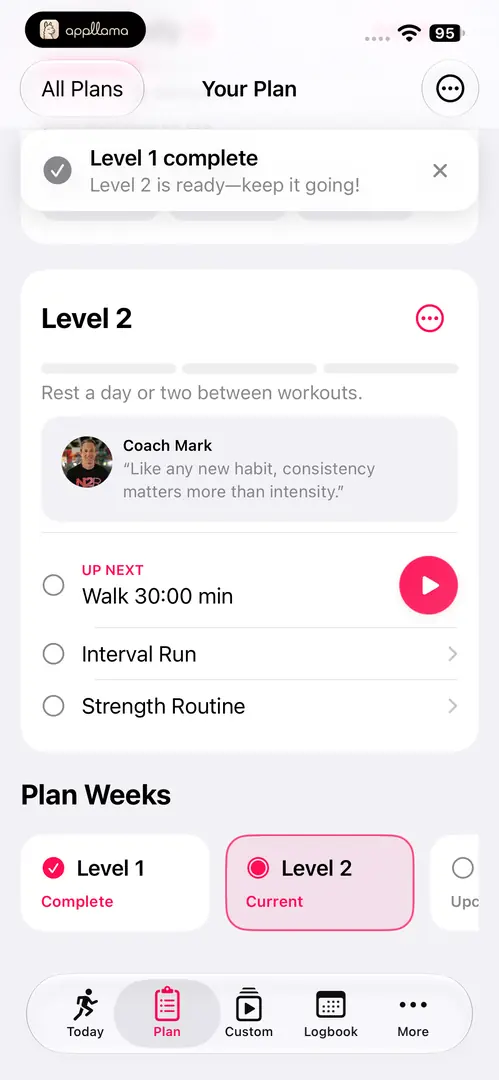 appllama
95
All Plans
Your Plan
Level 1 complete
Level 2 is ready—keep it going!
Level 2
Rest a day or two between workouts.
Coach Mark
“Like any new habit, consistency
matters more than intensity.”
UP NEXT
Walk 30:00 min
Interval Run
Strength Routine
Plan Weeks
Level 1
Complete
Level 2
Current
Today
Plan
Custom
Logbook
More